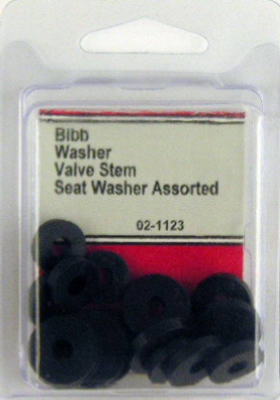 Bibb
Washer
Valve Stem
Seat Washer Assorted
02-1123